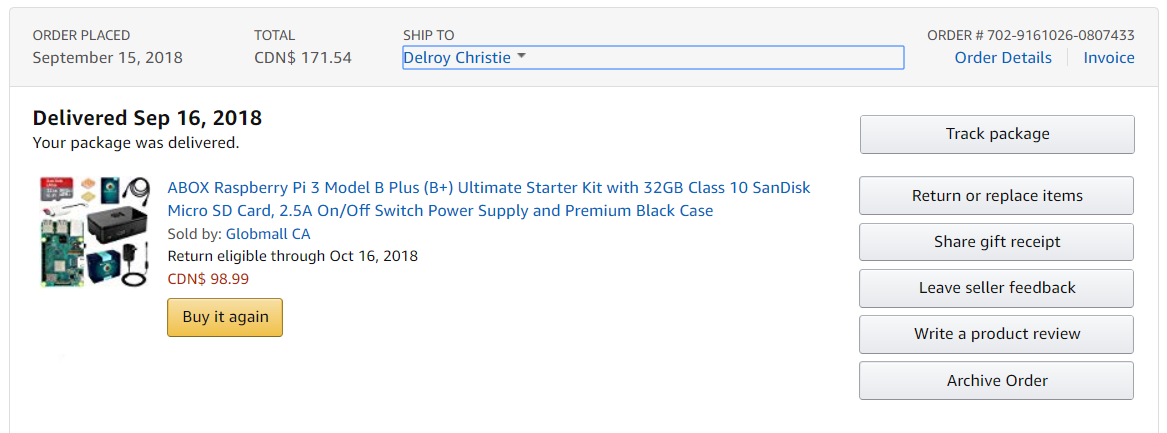 ORDER PLACED
September 15, 2018
TOTAL
CDN$ 171.54
SHIP TO
Delroy Christie
ORDER # 702-9161026-0807433
Order Details
Invoice
Delivered Sep 16, 2018
Your package was delivered.
Track package
ABOX Raspberry Pi 3 Model B Plus (B+) Ultimate Starter Kit with 32GB Class 10 SanDisk
Micro SD Card, 2.5A On/Off Switch Power Supply and Premium Black Case
Sold by: Globmall CA
Return eligible through Oct 16, 2018
CDN$ 98.99
Buy it again
Return or replace items
Share gift receipt
Leave seller feedback
Write a product review
Archive Order